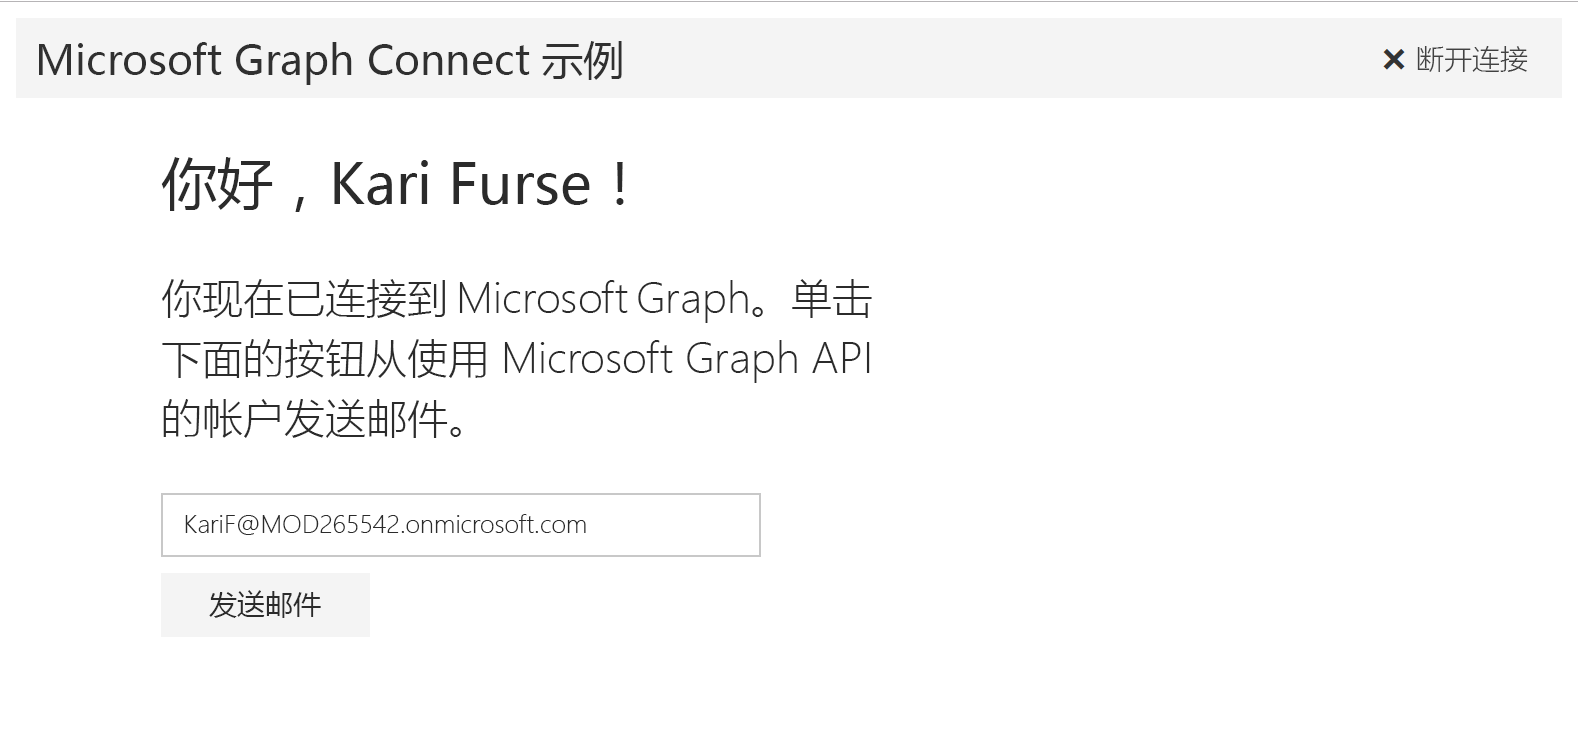 Microsoft Graph Connect 示例
✕ 断开连接
你好，Kari Furse！
你现在已连接到 Microsoft Graph。单击
下面的按钮从使用 Microsoft Graph API
的帐户发送邮件。
KariF@MOD265542.onmicrosoft.com
发送邮件